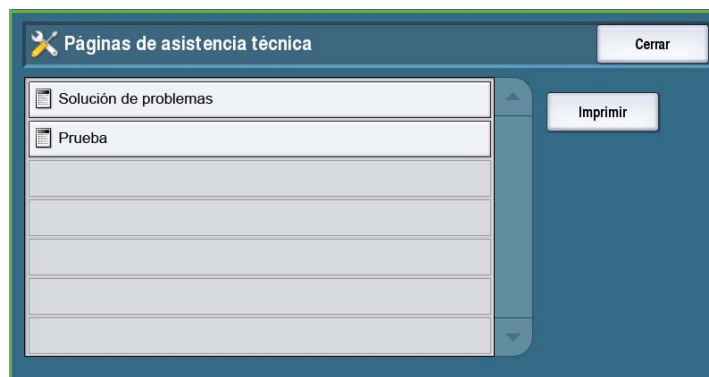 Páginas de asistencia técnica
Cerrar
Solución de problemas
Imprimir
Prueba